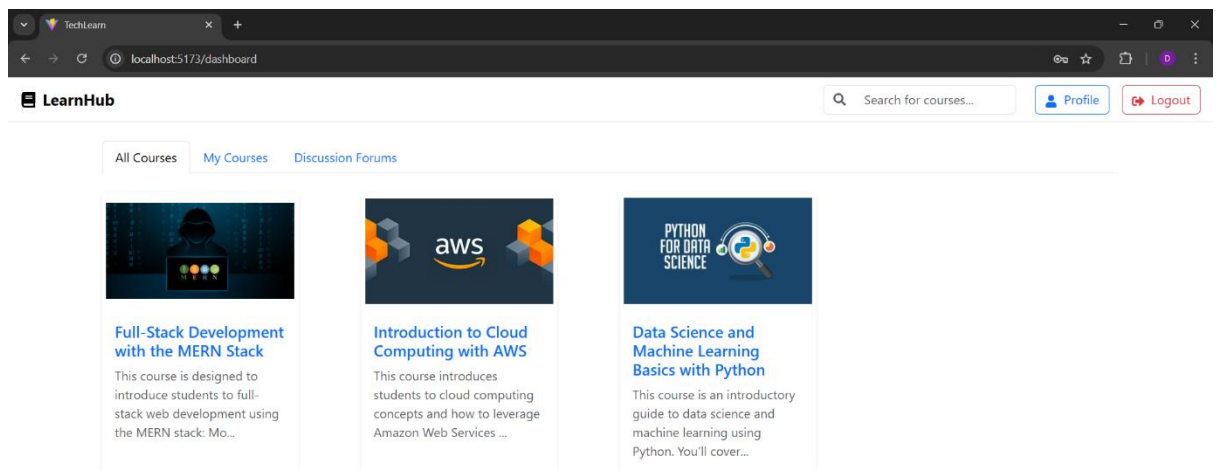 TechLearn
localhost:5173/dashboard
D
LearnHub
Search for courses...
Profile
Logout
All Courses
My Courses
Discussion Forums
MERN
aws
PYTHON
FOR DATA
SCIENCE
Full-Stack Development
with the MERN Stack
This course is designed to
introduce students to full-
stack web development using
the MERN stack: Mo...
Introduction to Cloud
Computing with AWS
This course introduces
students to cloud computing
concepts and how to leverage
Amazon Web Services ...
Data Science and
Machine Learning
Basics with Python
This course is an introductory
guide to data science and
machine learning using
Python. You'll cover...